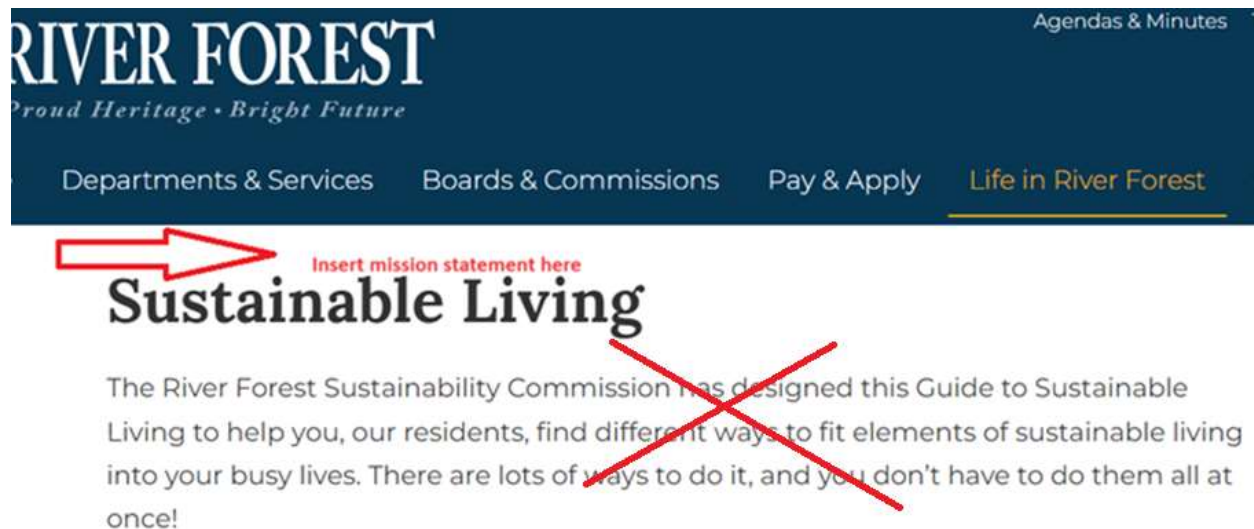 RIVER FOREST
Proud Heritage • Bright Future
Agendas & Minutes
Departments & Services Boards & Commissions Pay & Apply Life in River Forest
Insert mission statement here
Sustainable Living
The River Forest Sustainability Commission has designed this Guide to Sustainable
Living to help you, our residents, find different ways to fit elements of sustainable living
into your busy lives. There are lots of ways to do it, and you don't have to do them all at
once!